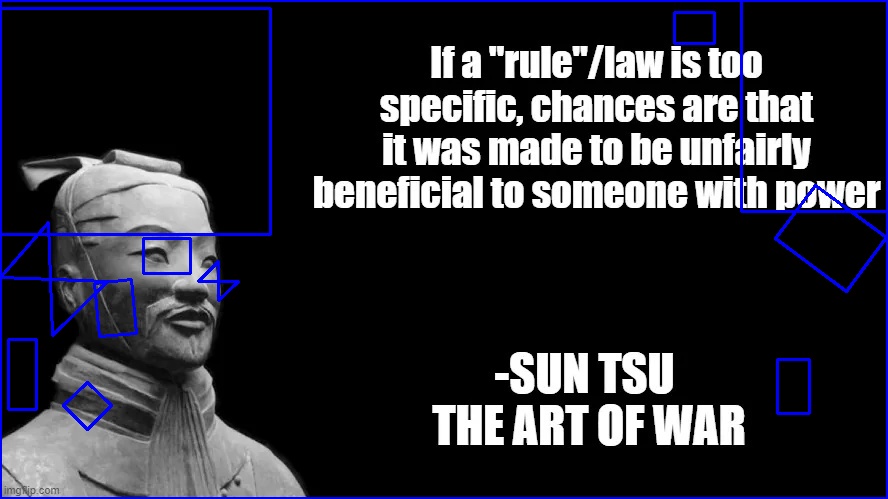 If a "rule"/law is too
specific, chances are that
it was made to be unfairly
beneficial to someone with power
-SUN TSU
THE ART OF WAR
imgflip.com